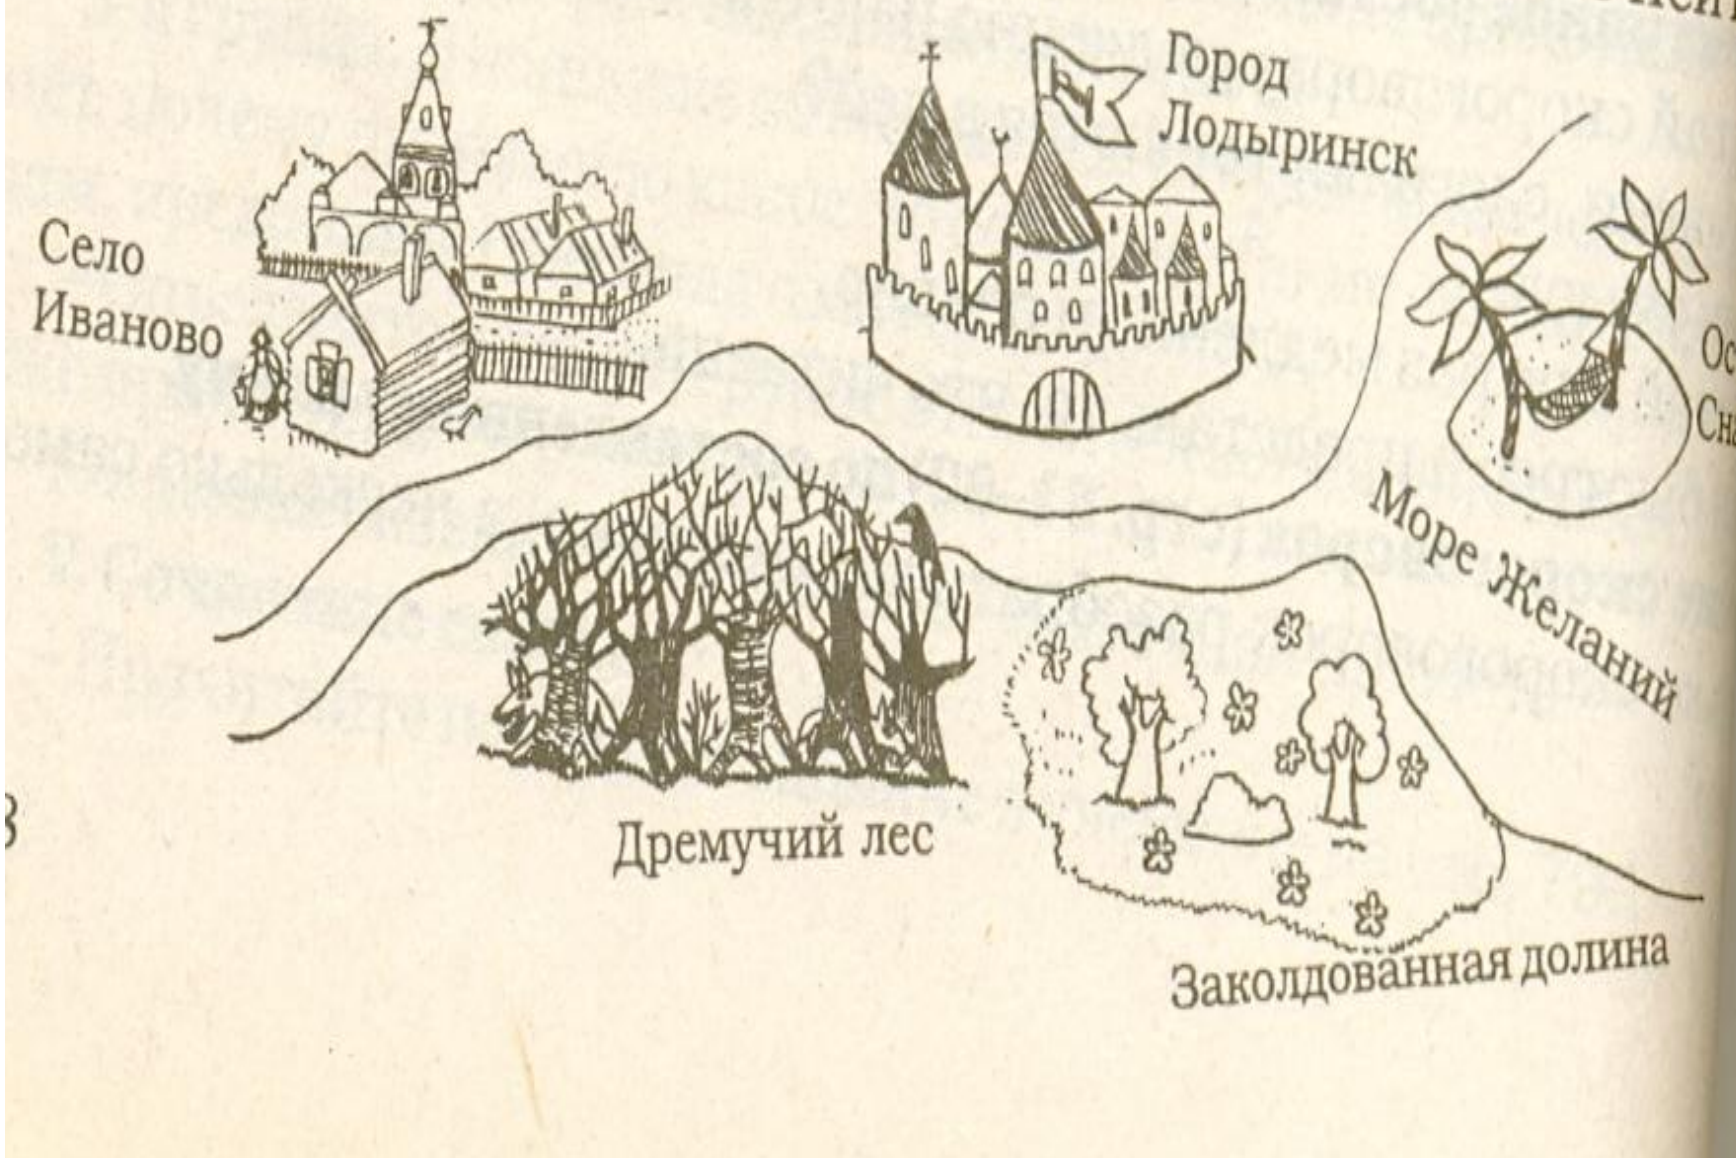 Город
Лодыринск
Село
Иваново
Море Желаний
Дремучий лес
Заколдованная долина